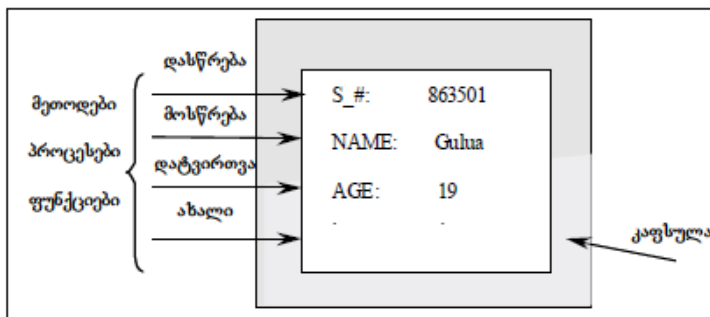 დასწრება
მეთოდები
მოსწრება
პროცესები
დატვირთვა
ფუნქციები
ახალი
S_#: 863501
NAME: Gulua
AGE: 19
. .
კაფსულა